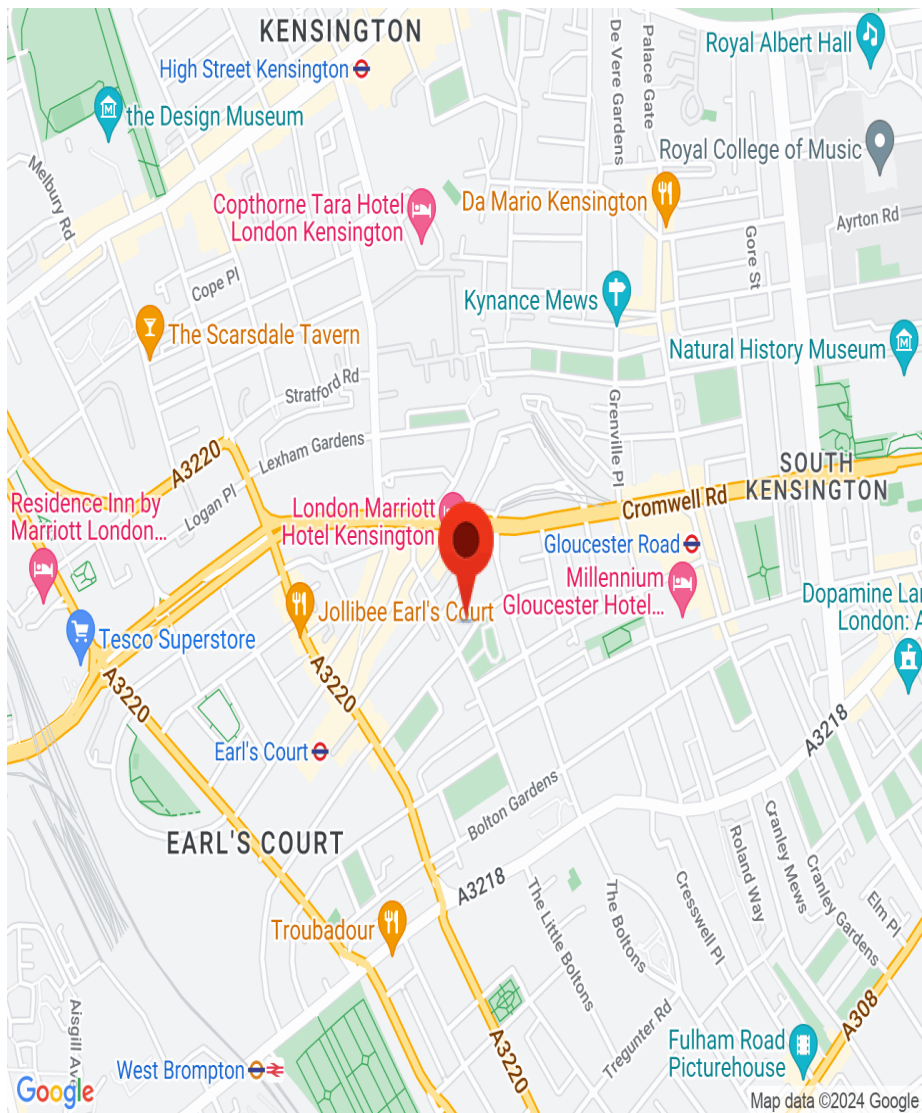 KENSINGTON
High Street Kensington
the Design Museum
Melbury Rd
De Vere Gardens
Palace Gate
Royal Albert Hall
Royal College of Music
Copthorne Tara Hotel
London Kensington
Da Mario Kensington
Gore St
Ayrton Rd
Cope Pl
Kynance Mews
The Scarsdale Tavern
Natural History Museum
Stratford Rd
Grenville Pl
A3220
Lexham Gardens
SOUTH
KENSINGTON
Logan Pl
Residence Inn by
Marriott London...
London Marriott
Hotel Kensington
Cromwell Rd
Gloucester Road
Millennium
Gloucester Hotel...
Jollibee Earl's Court
Dopamine Lan
London: A
Tesco Superstore
A3220
A3220
Earl's Court
A3218
Bolton Gardens
EARL'S COURT
A3218
Troubadour
The Little Boltons
The Boltons
Cresswell Pl
Roland Way
Cranley Mews
Cranley Gardens
Elm Pl
Tregunter Rd
A308
Aisgill Ave
A3220
West Brompton
Fulham Road
Picturehouse
Google
Map data ©2024 Google